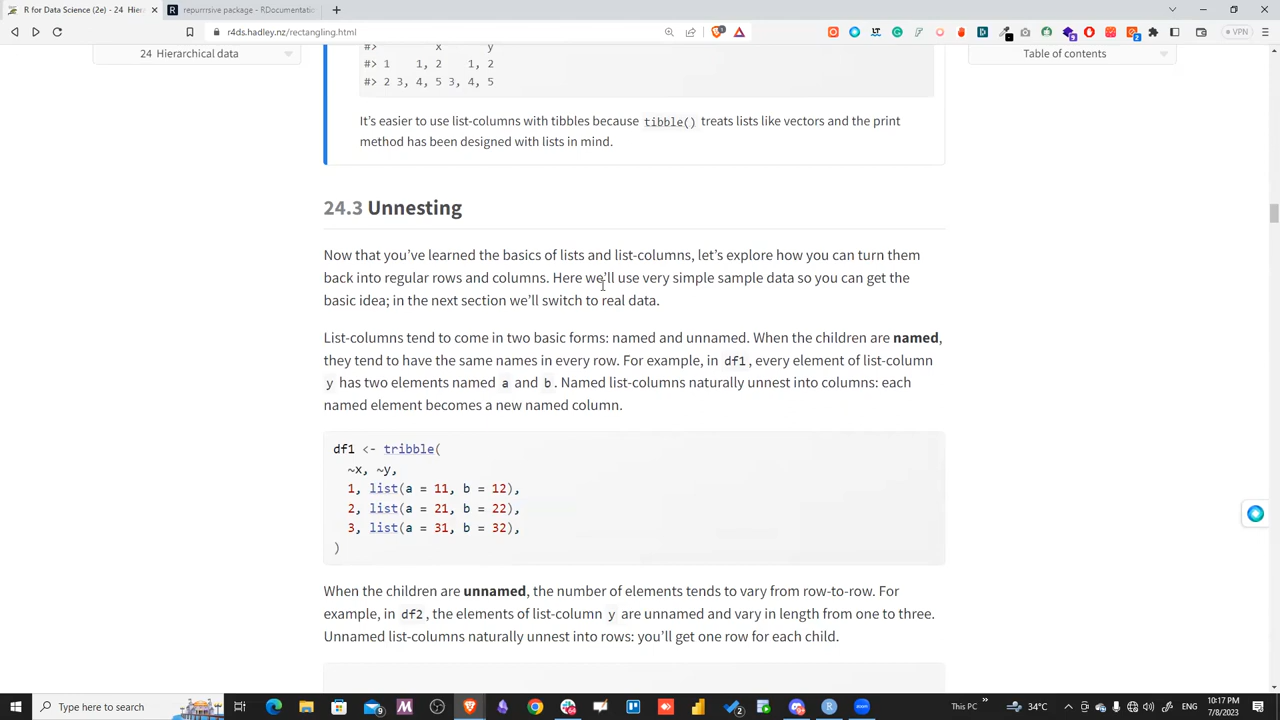 R for Data Science (2e) - 24 Hiera
repurrrsive package - RDocumentatio
r4ds.hadley.nz/rectangling.html
VPN
24 Hierarchical data
Table of contents
#> x y
#> 1 1, 2 1, 2
#> 2 3, 4, 5 3, 4, 5
It’s easier to use list-columns with tibbles because tibble() treats lists like vectors and the print
method has been designed with lists in mind.
24.3 Unnesting
Now that you’ve learned the basics of lists and list-columns, let’s explore how you can turn them
back into regular rows and columns. Here we’ll use very simple sample data so you can get the
basic idea; in the next section we’ll switch to real data.
List-columns tend to come in two basic forms: named and unnamed. When the children are named,
they tend to have the same names in every row. For example, in df1, every element of list-column
y has two elements named a and b. Named list-columns naturally unnest into columns: each
named element becomes a new named column.
df1 <- tribble(
~x, ~y,
1, list(a = 11, b = 12),
2, list(a = 21, b = 22),
3, list(a = 31, b = 32),
)
When the children are unnamed, the number of elements tends to vary from row-to-row. For
example, in df2, the elements of list-column y are unnamed and vary in length from one to three.
Unnamed list-columns naturally unnest into rows: you’ll get one row for each child.
Type here to search
This PC
34°C
10:17 PM
7/8/2023